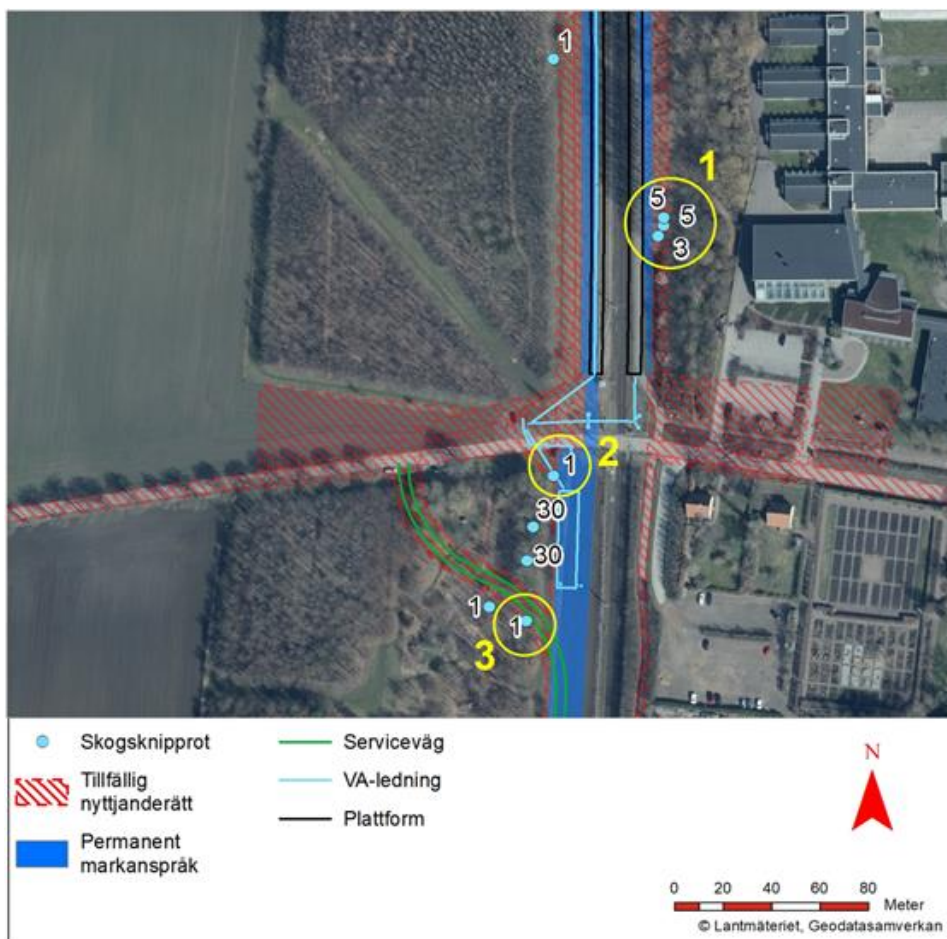 1
1
5
5
3
1
2
30
30
1
1
3
Skogsknipprot
Tillfällig
nyttjanderätt
Permanent
markanspråk
Serviceväg
VA-ledning
Plattform
N
0 20 40 60 80
Meter
© Lantmäteriet, Geodatasamverkan